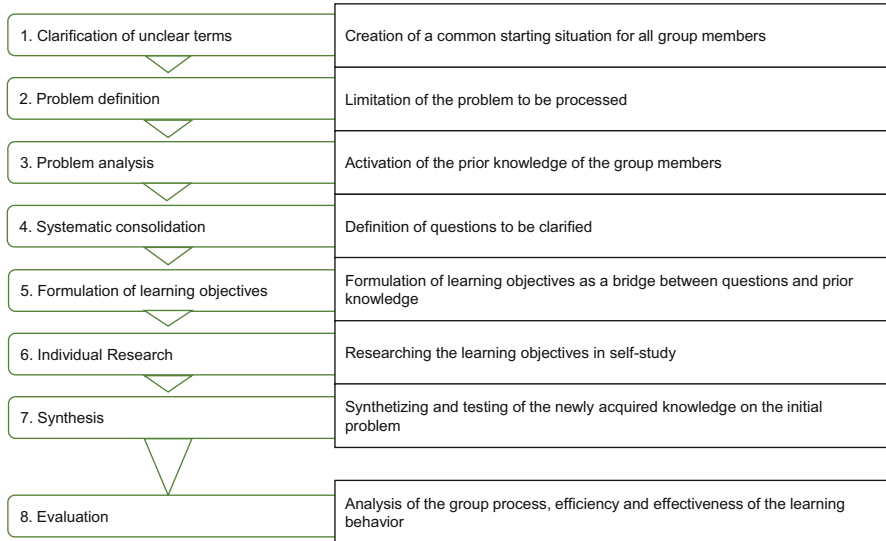 1. Clarification of unclear terms
Creation of a common starting situation for all group members
2. Problem definition
Limitation of the problem to be processed
3. Problem analysis
Activation of the prior knowledge of the group members
4. Systematic consolidation
Definition of questions to be clarified
5. Formulation of learning objectives
Formulation of learning objectives as a bridge between questions and prior
knowledge
6. Individual Research
Researching the learning objectives in self-study
7. Synthesis
Synthetizing and testing of the newly acquired knowledge on the initial
problem
8. Evaluation
Analysis of the group process, efficiency and effectiveness of the learning
behavior